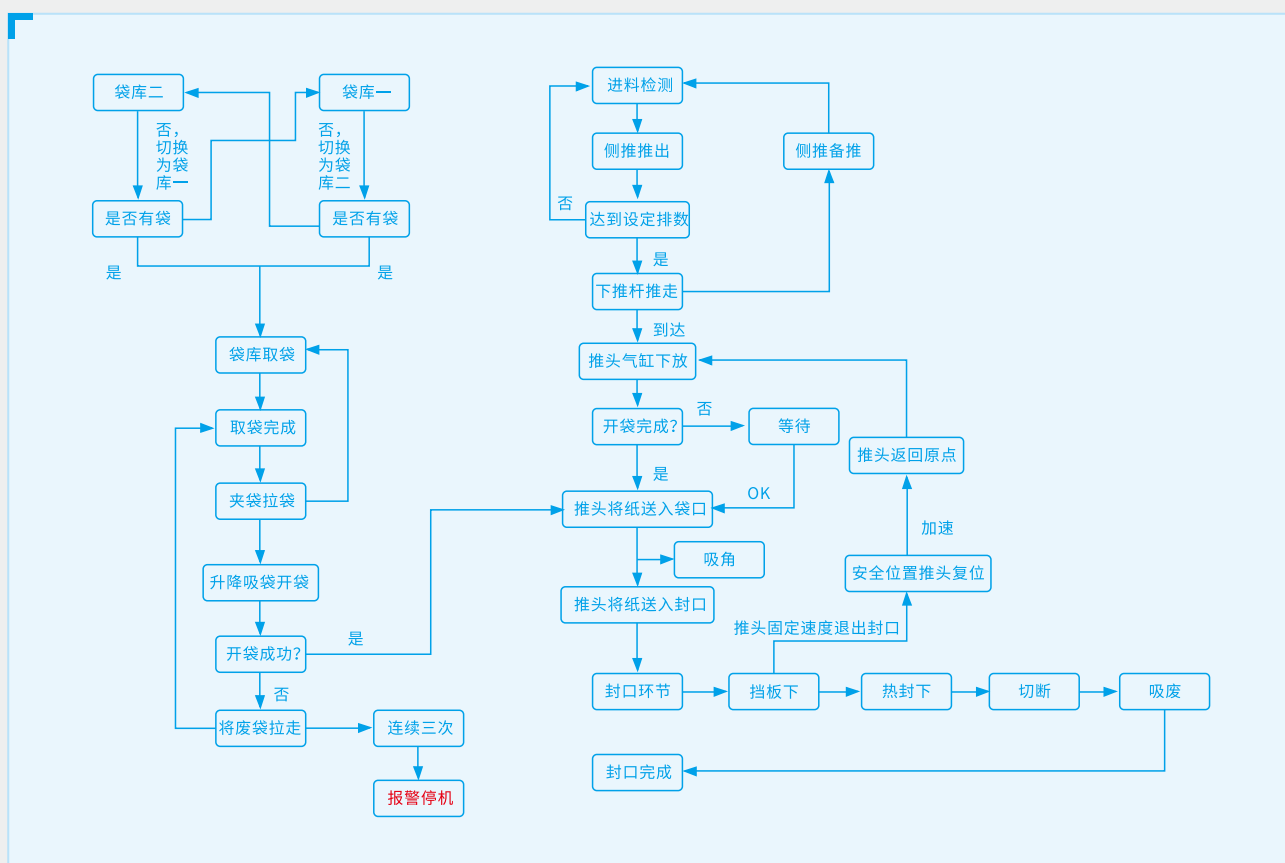 袋库二
袋库一
否，
切换
为袋
库一
否，
切换
为袋
库二
是否有袋
是否有袋
是
是
袋库取袋
取袋完成
夹袋拉袋
升降吸袋开袋
开袋成功?
是
否
将废袋拉走
连续三次
报警停机
进料检测
侧推推出
侧推备推
否
达到设定排数
是
下推杆推走
到达
推头气缸下放
开袋完成?
否
等待
是
OK
推头返回原点
推头将纸送入袋口
吸角
加速
推头将纸送入封口
安全位置推头复位
推头固定速度退出封口
封口环节
挡板下
热封下
切断
吸废
封口完成